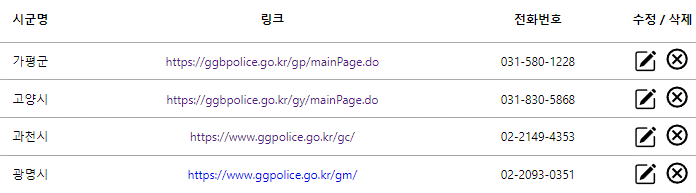 시군명 링크 전화번호 수정 / 삭제
가평군 https://ggbpolice.go.kr/gp/mainPage.do 031-580-1228
고양시 https://ggbpolice.go.kr/gy/mainPage.do 031-830-5868
과천시 https://www.ggpolice.go.kr/gc/ 02-2149-4353
광명시 https://www.ggpolice.go.kr/gm/ 02-2093-0351